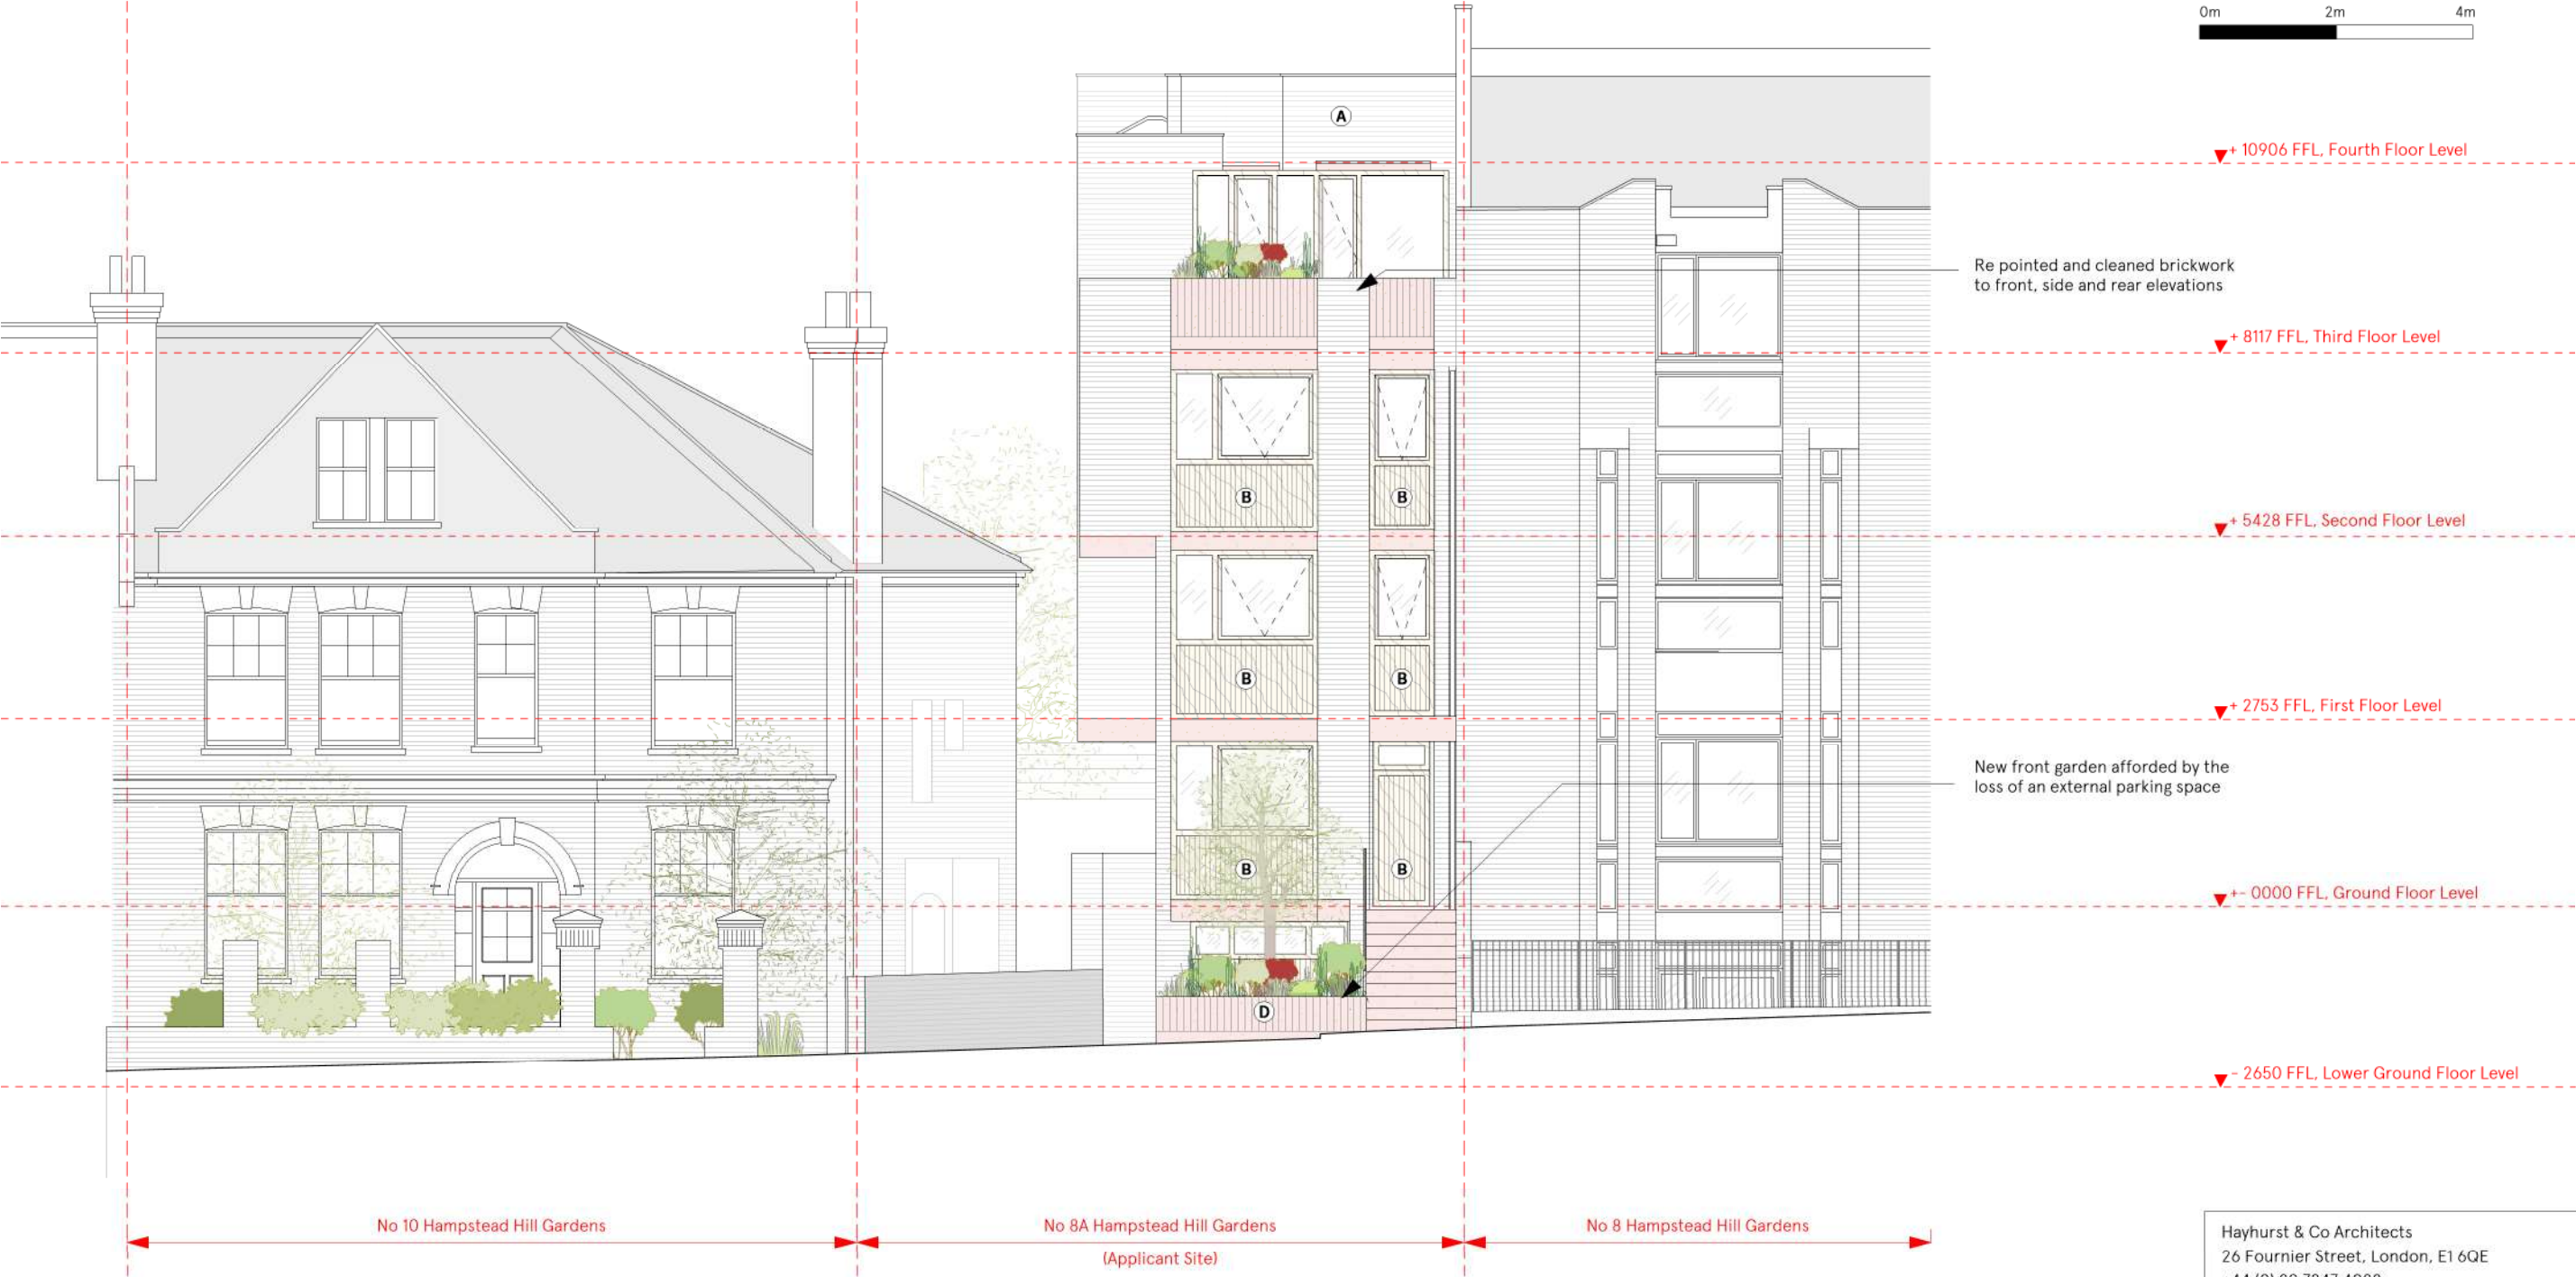 0m 2m 4m
A
+ 10906 FFL, Fourth Floor Level
Re pointed and cleaned brickwork
to front, side and rear elevations
+ 8117 FFL, Third Floor Level
B B
+ 5428 FFL, Second Floor Level
B B
+ 2753 FFL, First Floor Level
New front garden afforded by the
loss of an external parking space
B B
+- 0000 FFL, Ground Floor Level
D
- 2650 FFL, Lower Ground Floor Level
No 10 Hampstead Hill Gardens
No 8A Hampstead Hill Gardens
(Applicant Site)
No 8 Hampstead Hill Gardens
Hayhurst & Co Architects
26 Fournier Street, London, E1 6QE